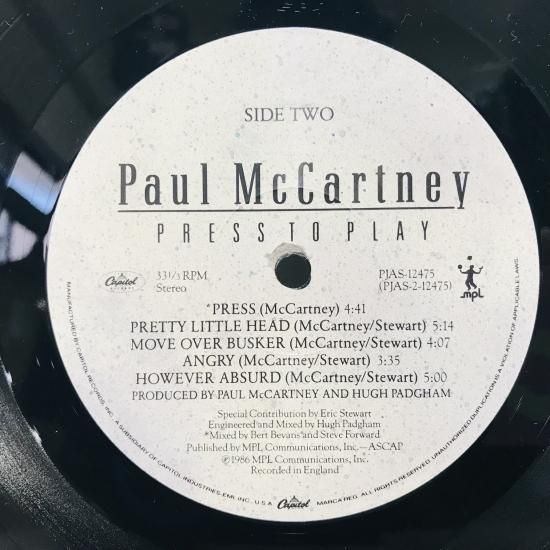 SIDE TWO
Paul McCartney
PRESS TO PLAY
Capitol
33⅓ RPM
Stereo
PJAS-12475
(PJAS-2-12475)
mpl
*PRESS (McCartney) 4:41
PRETTY LITTLE HEAD (McCartney/Stewart) 5:14
MOVE OVER BUSKER (McCartney/Stewart) 4:07
ANGRY (McCartney/Stewart) 3:35
HOWEVER ABSURD (McCartney/Stewart) 5:00
PRODUCED BY PAUL McCARTNEY AND HUGH PADGHAM
Special Contribution by Eric Stewart
Engineered and Mixed by Hugh Padgham
*Mixed by Bert Bevans and Steve Forward
Published by MPL Communications, Inc.—ASCAP
℗1986 MPL Communications, Inc.
Recorded in England
MANUFACTURED BY CAPITOL RECORDS, INC., A SUBSIDIARY OF CAPITOL INDUSTRIES-EMI, INC. U.S.A. Capitol MARCA REG. ALL RIGHTS RESERVED. UNAUTHORIZED DUPLICATION IS A VIOLATION OF APPLICABLE LAWS.